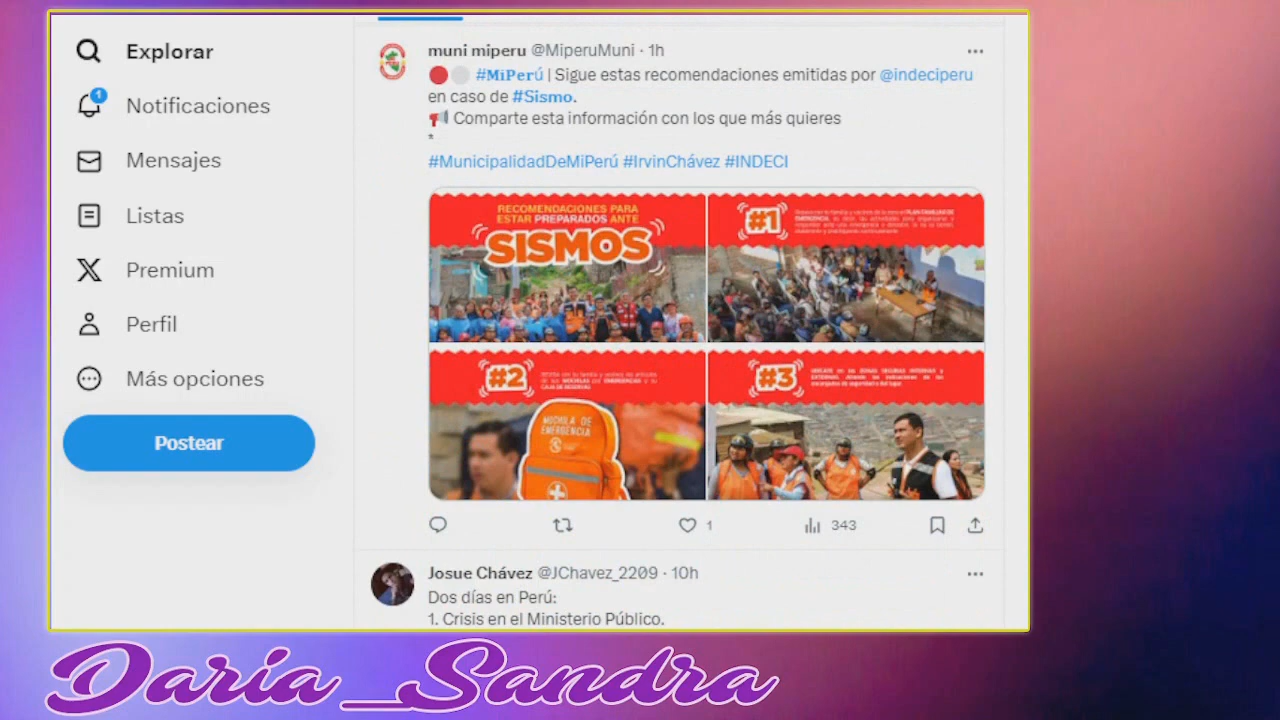 Explorar
1
Notificaciones
Mensajes
Listas
Premium
Perfil
Más opciones
Postear
muni miperu @MiperuMuni · 1h
#MiPerú | Sigue estas recomendaciones emitidas por @indeciperu
en caso de #Sismo.
Comparte esta información con los que más quieres
*
#MunicipalidadDeMiPerú #IrvinChávez #INDECI
RECOMENDACIONES PARA
ESTAR PREPARADOS ANTE
SISMOS
#1
#2
MOCHILA DE
EMERGENCIA
#3
1
343
Josue Chávez @JChavez_2209 · 10h
Dos días en Perú:
1. Crisis en el Ministerio Público.
Daria_Sandra